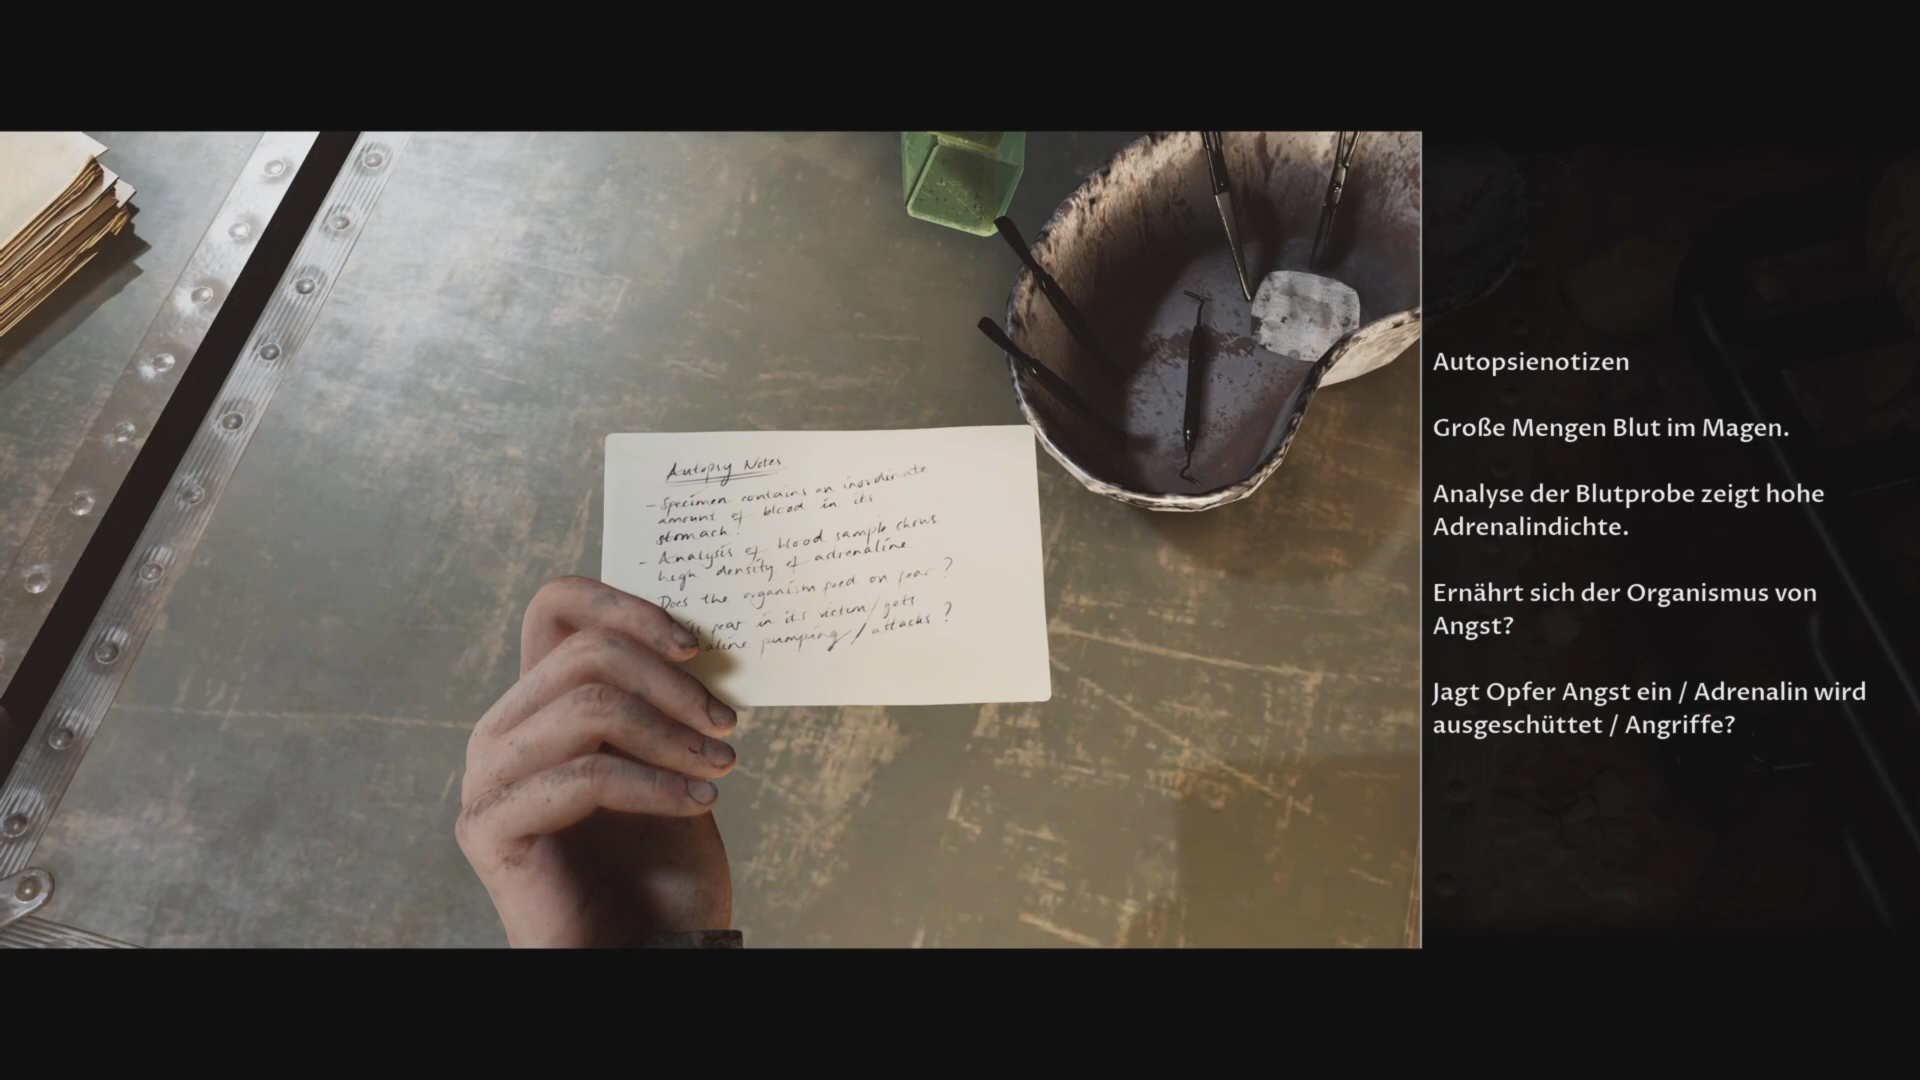 Autopsy Notes
- Specimen contains an inordinate
amount of blood in its
stomach.
- Analysis of blood sample shows
high density of adrenaline
Does the organism feed on fear?
fear in its victim/gets
aline pumping/attacks?
Autopsienotizen
Große Mengen Blut im Magen.
Analyse der Blutprobe zeigt hohe
Adrenalindichte.
Ernährt sich der Organismus von
Angst?
Jagt Opfer Angst ein / Adrenalin wird
ausgeschüttet / Angriffe?